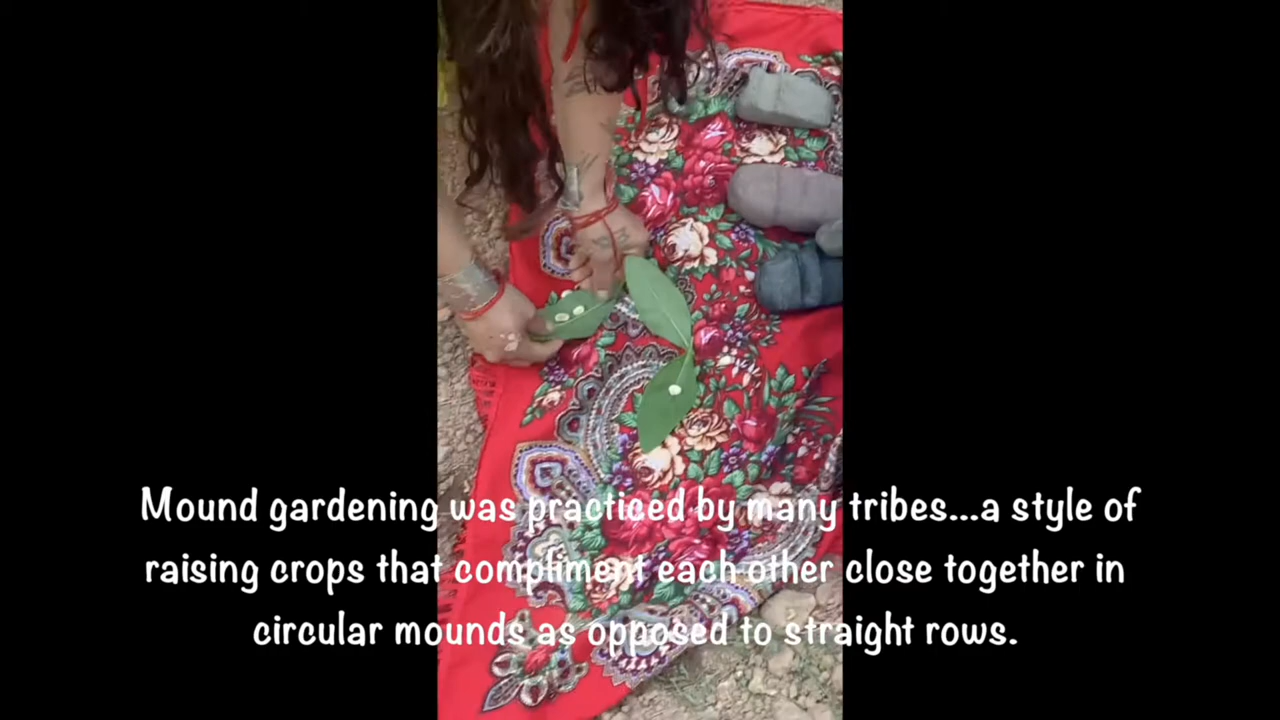 Mound gardening was practiced by many tribes...a style of
raising crops that compliment each other close together in
circular mounds as opposed to straight rows.